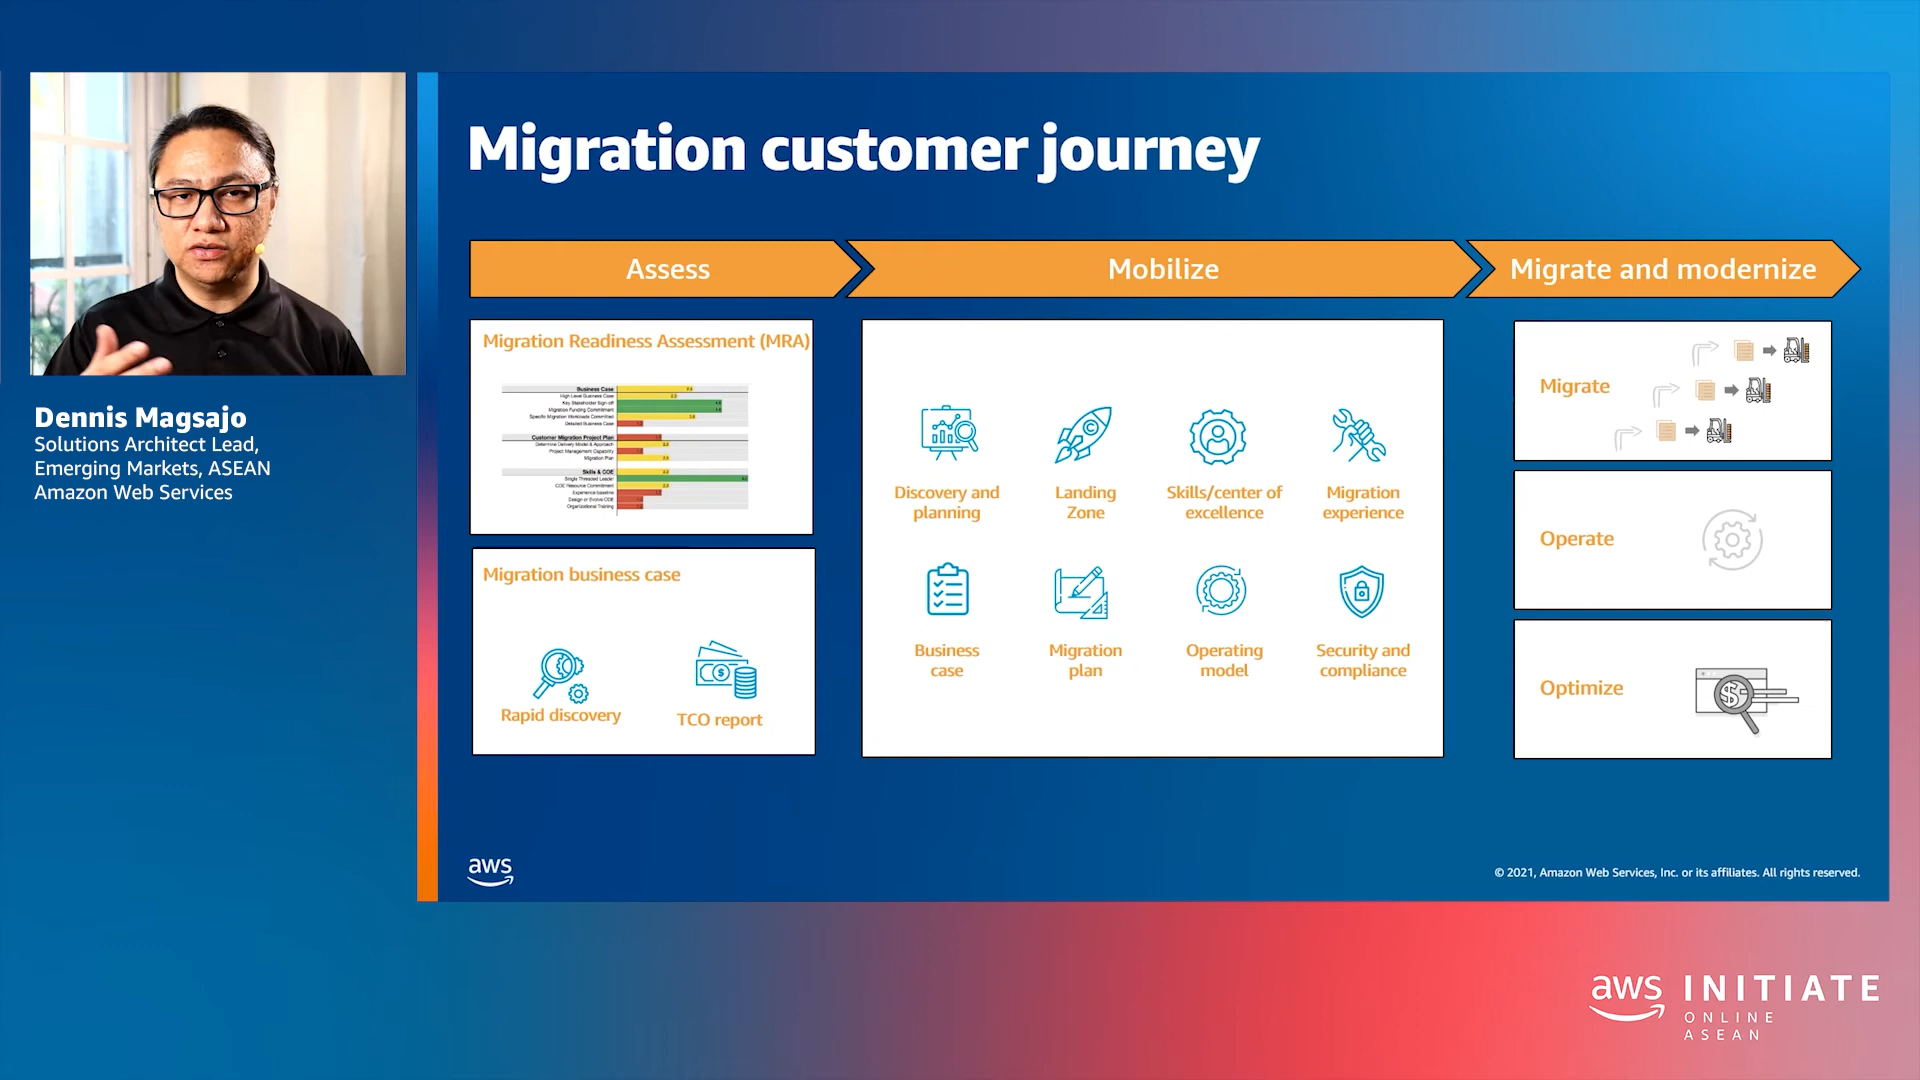 Migration customer journey
Assess
Mobilize
Migrate and modernize
Dennis Magsajo
Solutions Architect Lead,
Emerging Markets, ASEAN
Amazon Web Services
Migration Readiness Assessment (MRA)
Business Case
High Level Business Case
Key Stakeholder Sign-off
Migration Funding Commitment
Specific Migration Workloads Committed
Detailed Business Case
Customer Migration Project Plan
Determine Delivery Model & Approach
Project Management Capability
Migration Plan
Skills & COE
Single Threaded Leader
COE Resource Commitment
Experience baseline
Design or Evolve COE
Organizational Training
Migration business case
Rapid discovery
TCO report
Discovery and
planning
Landing
Zone
Skills/center of
excellence
Migration
experience
Business
case
Migration
plan
Operating
model
Security and
compliance
Migrate
Operate
Optimize
aws
© 2021, Amazon Web Services, Inc. or its affiliates. All rights reserved.
aws INITIATE
ONLINE
ASEAN